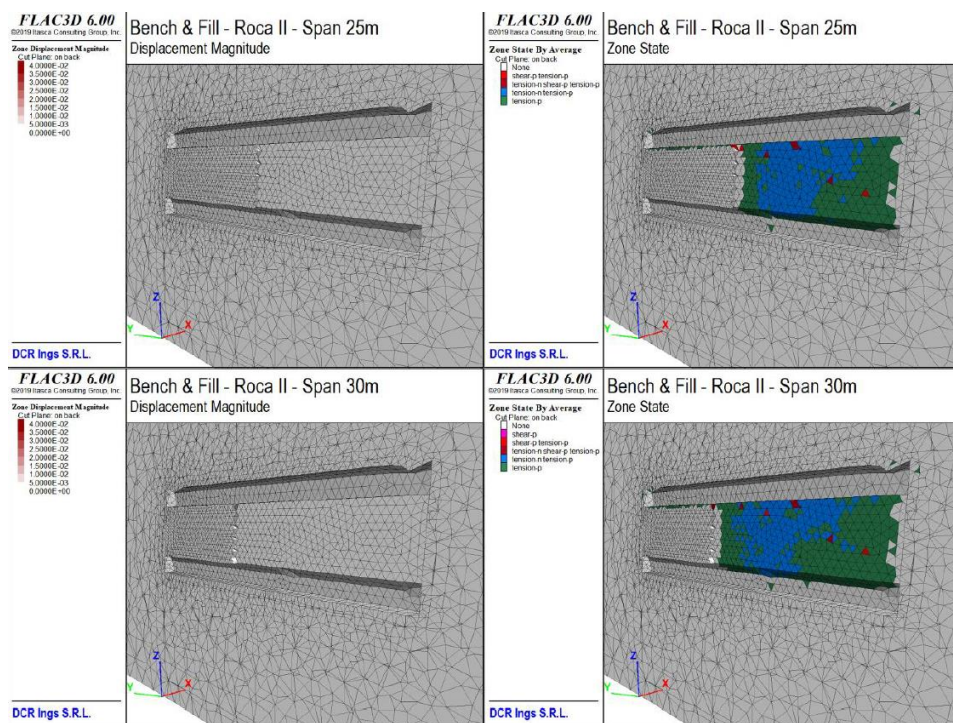 FLAC3D 6.00
©2019 Itasca Consulting Group, Inc.
Zone Displacement Magnitude
Cut Plane: on back
4.0000E-02
3.5000E-02
3.0000E-02
2.5000E-02
2.0000E-02
1.5000E-02
1.0000E-02
5.0000E-03
0.0000E+00
DCR Ings S.R.L.
Bench & Fill - Roca II - Span 25m
Displacement Magnitude
Z
Y
X
FLAC3D 6.00
©2019 Itasca Consulting Group, Inc.
Zone State By Average
Cut Plane: on back
None
shear-p tension-p
tension-n shear-p tension-p
tension-n tension-p
tension-p
DCR Ings S.R.L.
Bench & Fill - Roca II - Span 25m
Zone State
Z
Y
X
FLAC3D 6.00
©2019 Itasca Consulting Group, Inc.
Zone Displacement Magnitude
Cut Plane: on back
4.0000E-02
3.5000E-02
3.0000E-02
2.5000E-02
2.0000E-02
1.5000E-02
1.0000E-02
5.0000E-03
0.0000E+00
DCR Ings S.R.L.
Bench & Fill - Roca II - Span 30m
Displacement Magnitude
Z
Y
X
FLAC3D 6.00
©2019 Itasca Consulting Group, Inc.
Zone State By Average
Cut Plane: on back
None
shear-p
shear-p tension-p
tension-n shear-p tension-p
tension-n tension-p
tension-p
DCR Ings S.R.L.
Bench & Fill - Roca II - Span 30m
Zone State
Z
Y
X